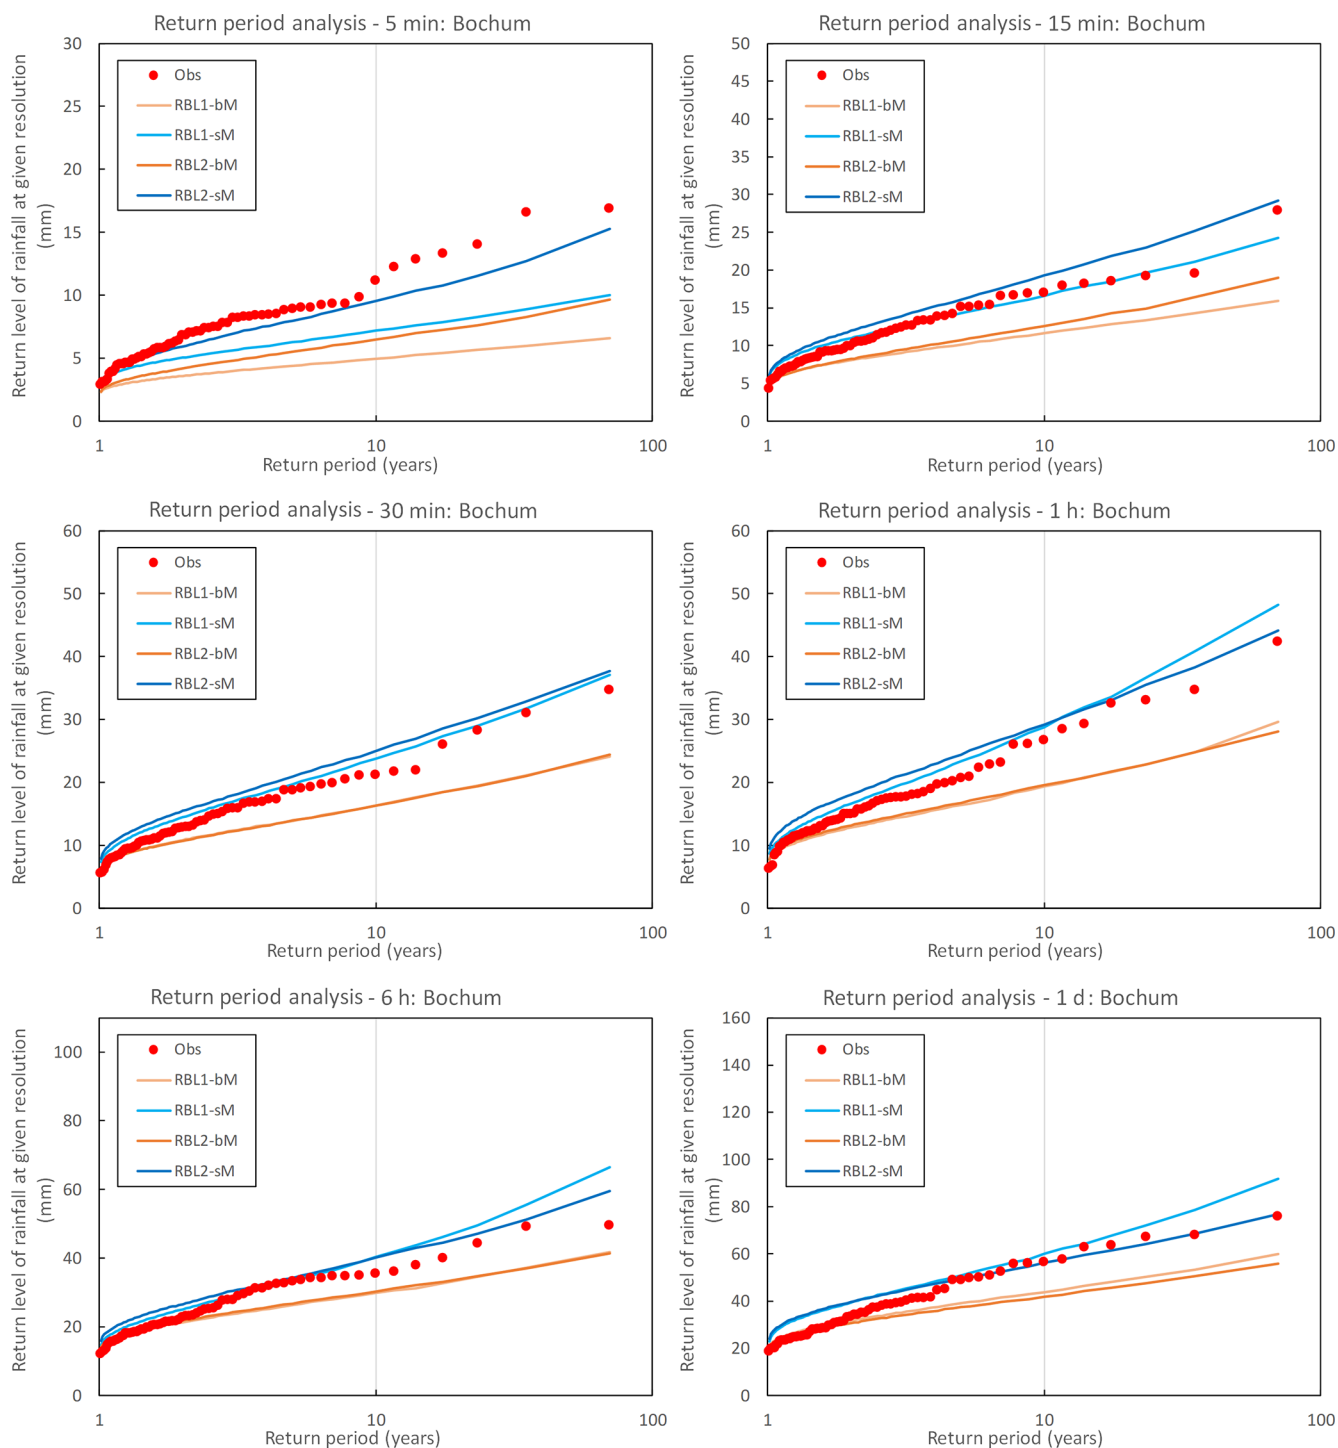 Return period analysis - 5 min: Bochum
Return level of rainfall at given resolution
(mm)
30
25
20
15
10
5
0
Obs
RBL1-bM
RBL1-sM
RBL2-bM
RBL2-sM
1
10
100
Return period (years)
Return period analysis - 15 min: Bochum
Return level of rainfall at given resolution
(mm)
50
45
40
35
30
25
20
15
10
5
0
Obs
RBL1-bM
RBL1-sM
RBL2-bM
RBL2-sM
1
10
100
Return period (years)
Return period analysis - 30 min: Bochum
Return level of rainfall at given resolution
(mm)
60
50
40
30
20
10
0
Obs
RBL1-bM
RBL1-sM
RBL2-bM
RBL2-sM
1
10
100
Return period (years)
Return period analysis - 1 h: Bochum
Return level of rainfall at given resolution
(mm)
60
50
40
30
20
10
0
Obs
RBL1-bM
RBL1-sM
RBL2-bM
RBL2-sM
1
10
100
Return period (years)
Return period analysis - 6 h: Bochum
Return level of rainfall at given resolution
(mm)
100
80
60
40
20
0
Obs
RBL1-bM
RBL1-sM
RBL2-bM
RBL2-sM
1
10
100
Return period (years)
Return period analysis - 1 d: Bochum
Return level of rainfall at given resolution
(mm)
160
140
120
100
80
60
40
20
0
Obs
RBL1-bM
RBL1-sM
RBL2-bM
RBL2-sM
1
10
100
Return period (years)